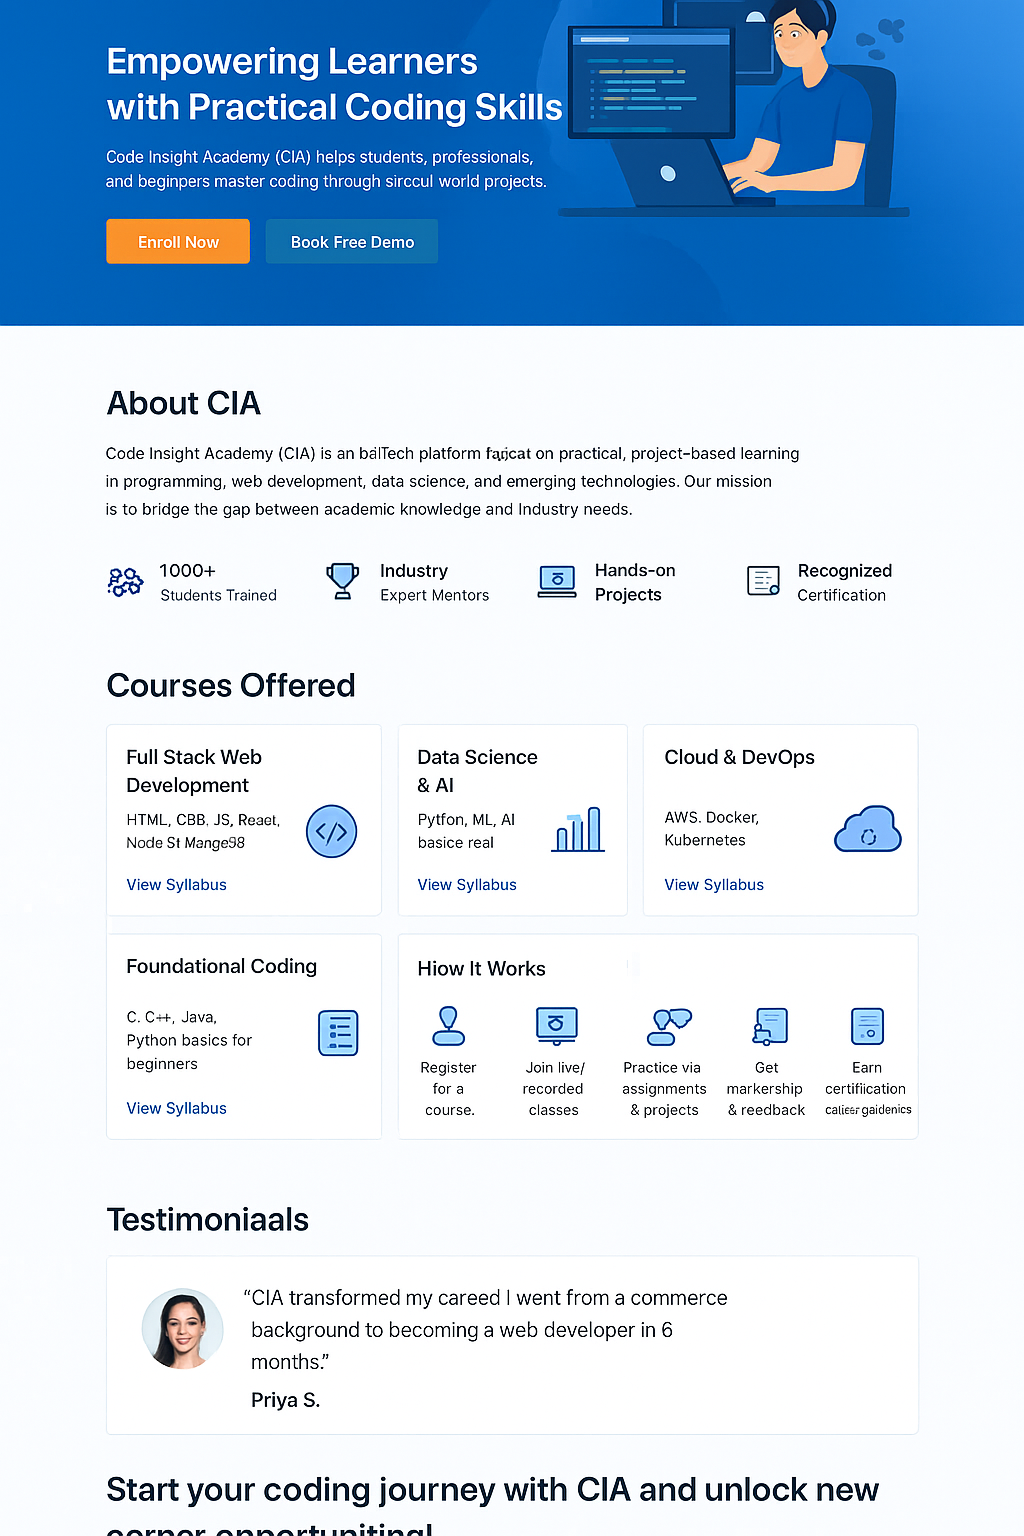 Empowering Learners
with Practical Coding Skills
Code Insight Academy (CIA) helps students, professionals,
and beginpers master coding through sirccul world projects.
Enroll Now
Book Free Demo
About CIA
Code Insight Academy (CIA) is an balTech platform on practical, project-based learning
in programming, web development, data science, and emerging technologies. Our mission
is to bridge the gap between academic knowledge and Industry needs.
1000+
Students Trained
Industry
Expert Mentors
Hands-on
Projects
Recognized
Certification
Courses Offered
Full Stack Web
Development
HTML, CBB, JS, React,
Node St Mange98
View Syllabus
Data Science
& AI
Pytfon, ML, AI
basice real
View Syllabus
Cloud & DevOps
AWS. Docker,
Kubernetes
View Syllabus
Foundational Coding
C. C++, Java,
Python basics for
beginners
View Syllabus
Hiow It Works
Register
for a
course.
Join live/
recorded
classes
Practice via
assignments
& projects
Get
markership
& reedback
Earn
certifiication
gaidenics
Testimoniaals
“CIA transformed my careed I went from a commerce
background to becoming a web developer in 6
months.”
Priya S.
Start your coding journey with CIA and unlock new